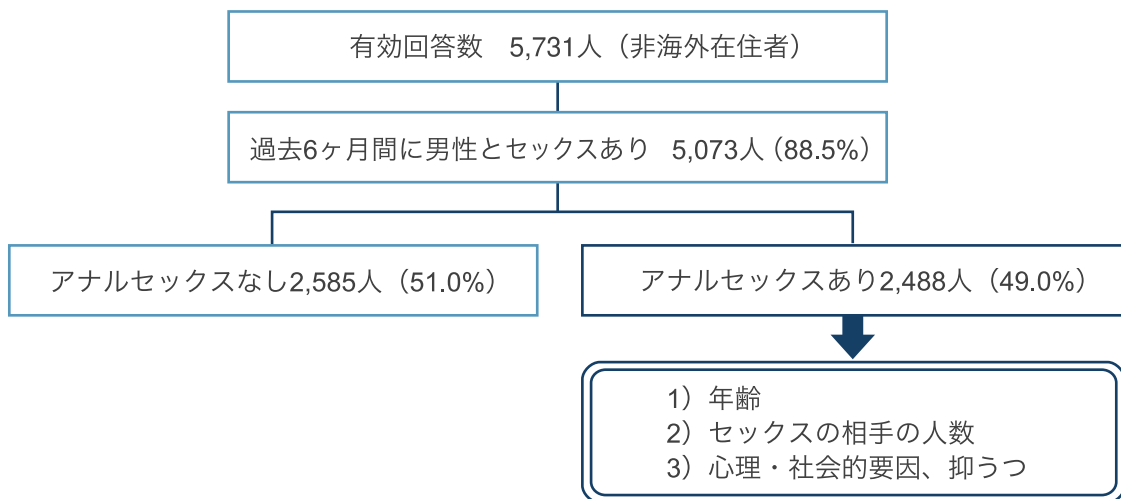 有効回答数　5,731人（非海外在住者）
過去6ヶ月間に男性とセックスあり　5,073人（88.5%）
アナルセックスなし2,585人（51.0%）
アナルセックスあり2,488人（49.0%）
1）年齢
2）セックスの相手の人数
3）心理・社会的要因、抑うつ